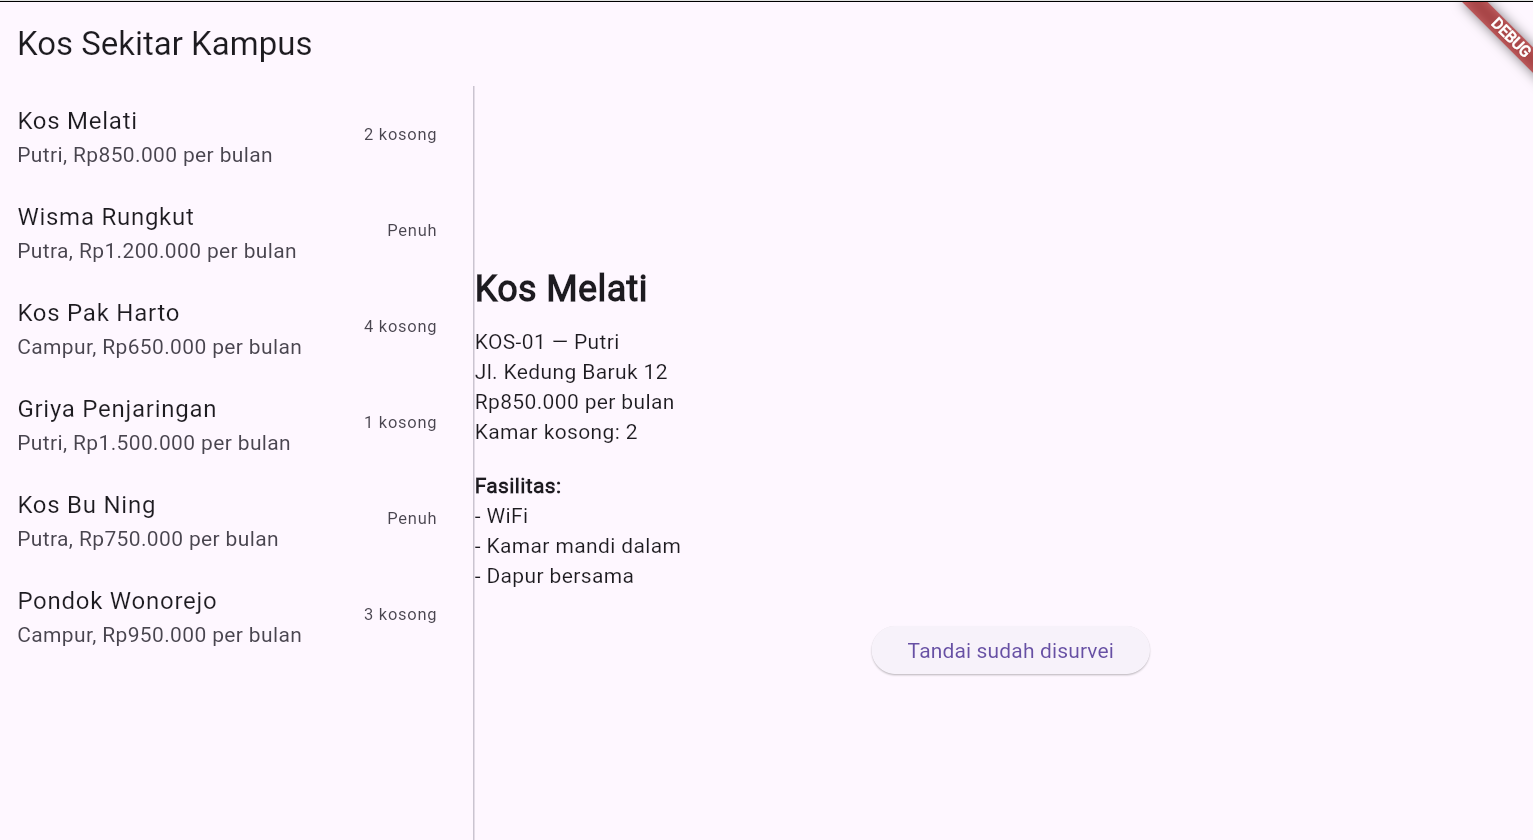 Kos Sekitar Kampus
DEBUG
Kos Melati
Putri, Rp850.000 per bulan
2 kosong
Wisma Rungkut
Putra, Rp1.200.000 per bulan
Penuh
Kos Pak Harto
Campur, Rp650.000 per bulan
4 kosong
Griya Penjaringan
Putri, Rp1.500.000 per bulan
1 kosong
Kos Bu Ning
Putra, Rp750.000 per bulan
Penuh
Pondok Wonorejo
Campur, Rp950.000 per bulan
3 kosong
Kos Melati
KOS-01 — Putri
Jl. Kedung Baruk 12
Rp850.000 per bulan
Kamar kosong: 2
Fasilitas:
- WiFi
- Kamar mandi dalam
- Dapur bersama
Tandai sudah disurvei